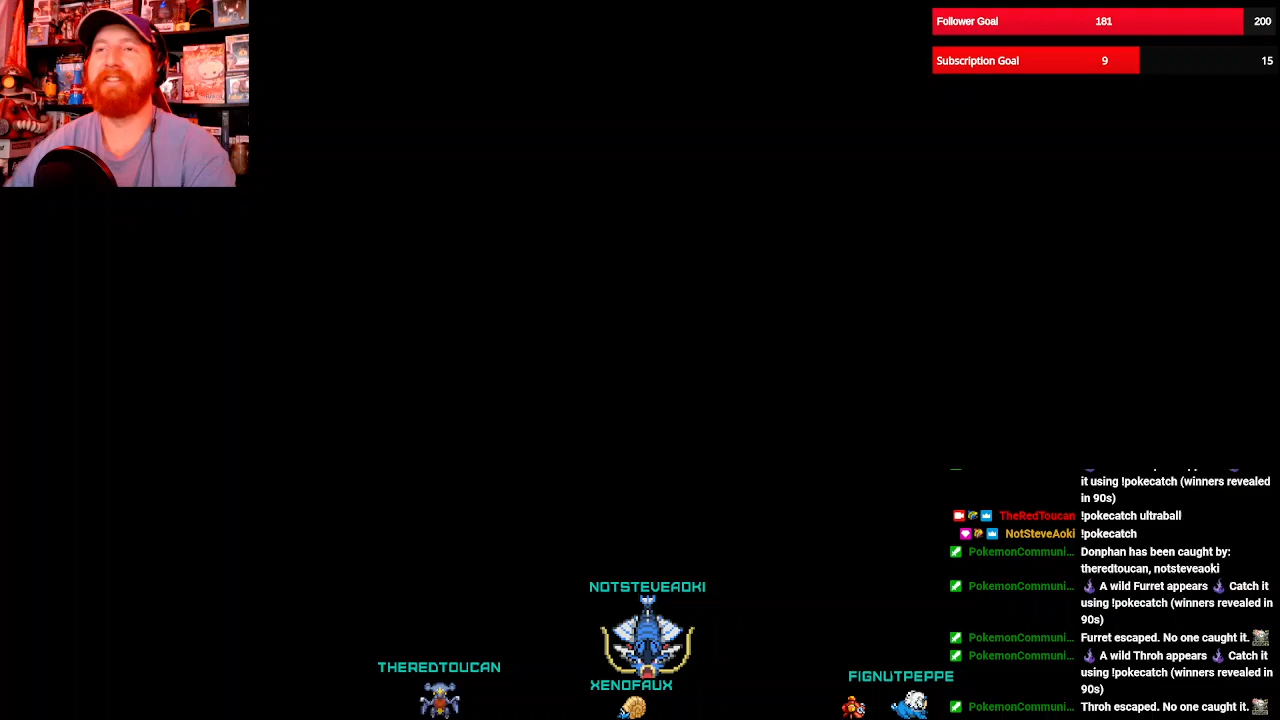 Follower Goal 181 200
Subscription Goal 9 15
it using !pokecatch (winners revealed
in 90s)
TheRedToucan !pokecatch ultraball
NotSteveAoki !pokecatch
PokemonCommuni... Donphan has been caught by:
theredtoucan, notsteveaoki
PokemonCommuni... A wild Furret appears Catch it
using !pokecatch (winners revealed in
90s)
PokemonCommuni... Furret escaped. No one caught it.
PokemonCommuni... A wild Throh appears Catch it
using !pokecatch (winners revealed in
90s)
PokemonCommuni... Throh escaped. No one caught it.
NOTSTEVEAOKI
THEREDTOUCAN
XENOFAUX
FIGNUTPEPPE